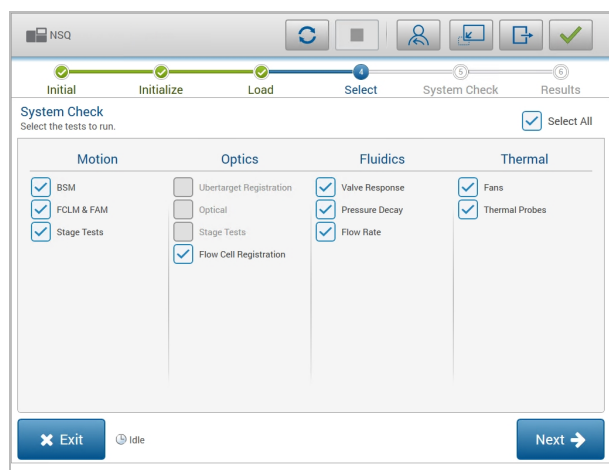 NSQ
4
5
6
Initial
Initialize
Load
Select
System Check
Results
System Check
Select the tests to run.
Select All
Motion
BSM
FCLM & FAM
Stage Tests
Optics
Ubertarget Registration
Optical
Stage Tests
Flow Cell Registration
Fluidics
Valve Response
Pressure Decay
Flow Rate
Thermal
Fans
Thermal Probes
Exit
Idle
Next